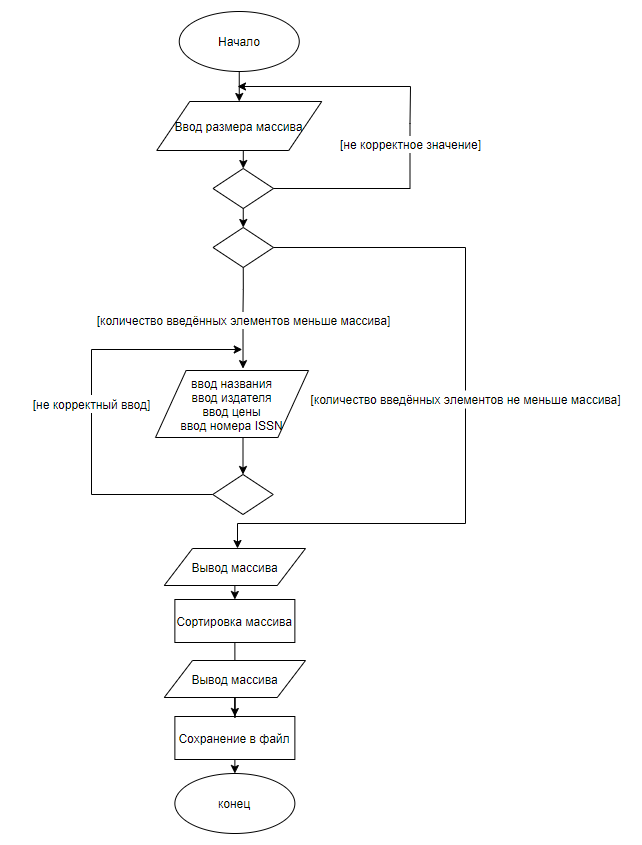 Начало
Ввод размера массива
[не корректное значение]
[количество введённых элементов меньше массива]
ввод названия
ввод издателя
ввод цены
ввод номера ISSN
[не корректный ввод]
[количество введённых элементов не меньше массива]
Вывод массива
Сортировка массива
Вывод массива
Сохранение в файл
конец